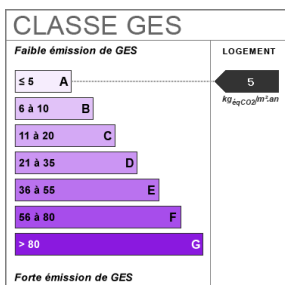 CLASSE GES
Faible émission de GES
LOGEMENT
≤ 5 A
5
kgéqCO2/m².an
6 à 10 B
11 à 20 C
21 à 35 D
36 à 55 E
56 à 80 F
> 80 G
Forte émission de GES